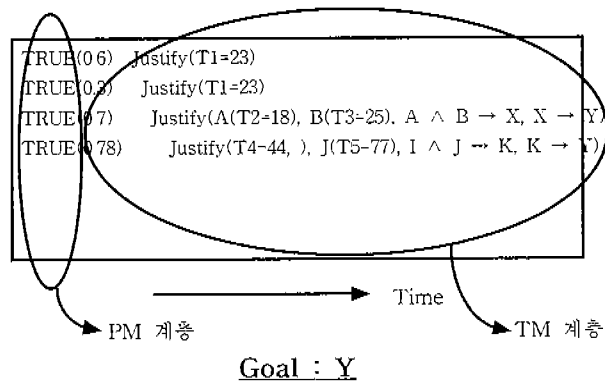 TRUE(0.6) Justify(T1=23)
TRUE(0.3) Justify(T1=23)
TRUE(0.7) Justify(A(T2=18), B(T3=25), A ∧ B → X, X → Y)
TRUE(0.78) Justify(T4=44, ), J(T5=77), I ∧ J → K, K → Y)
Time
PM 계층
TM 계층
Goal : Y